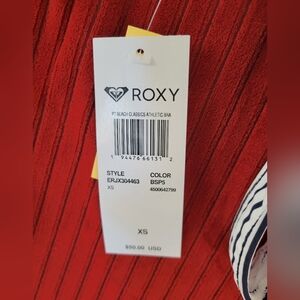 ROXY
PT BEACH CLASSICS ATHLETIC BRA
1 94476 66131 2
STYLE COLOR
ERJX304463 BSP5
XS 4500642799
XS
$50.00 USD